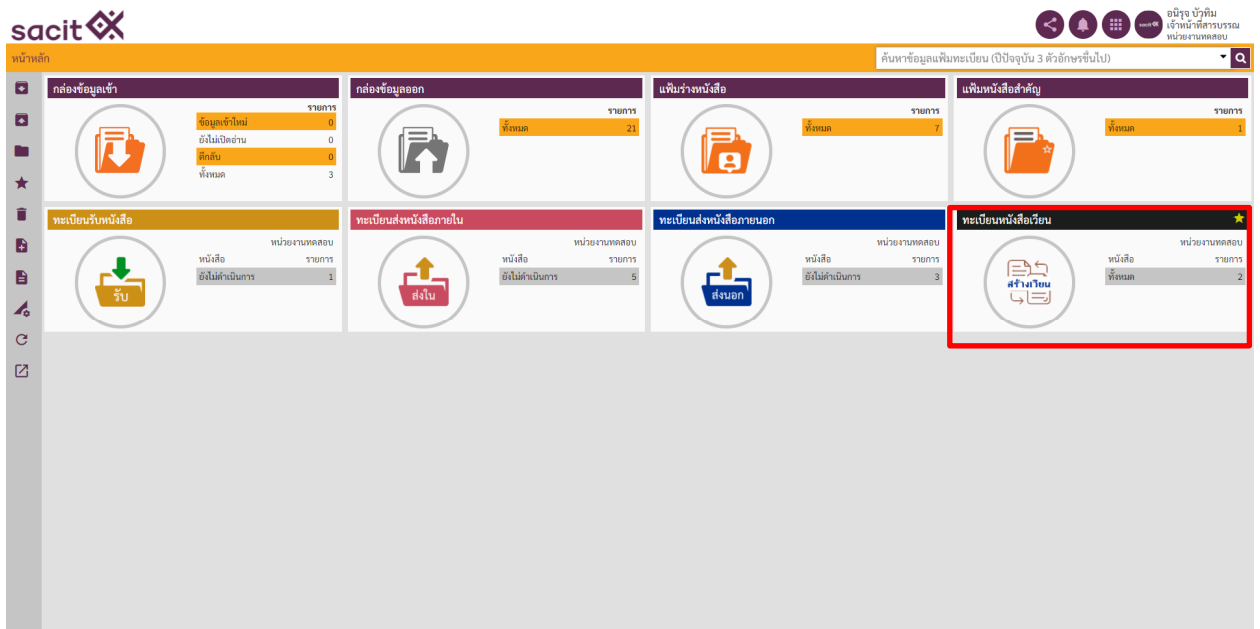 sacit
อนิรุจ บัวทิม
เจ้าหน้าที่สารบรรณ
หน่วยงานทดสอบ
หน้าหลัก
ค้นหาข้อมูลแฟ้มทะเบียน (ปีปัจจุบัน 3 ตัวอักษรขึ้นไป)
กล่องข้อมูลเข้า
รายการ
ข้อมูลเข้าใหม่ 0
ยังไม่เปิดอ่าน 0
ตีกลับ 0
ทั้งหมด 3
กล่องข้อมูลออก
รายการ
ทั้งหมด 21
แฟ้มร่างหนังสือ
รายการ
ทั้งหมด 7
แฟ้มหนังสือสำคัญ
รายการ
ทั้งหมด 1
ทะเบียนรับหนังสือ
หน่วยงานทดสอบ
หนังสือ รายการ
ยังไม่ดำเนินการ 1
รับ
ทะเบียนส่งหนังสือภายใน
หน่วยงานทดสอบ
หนังสือ รายการ
ยังไม่ดำเนินการ 5
ส่งใน
ทะเบียนส่งหนังสือภายนอก
หน่วยงานทดสอบ
หนังสือ รายการ
ยังไม่ดำเนินการ 3
ส่งนอก
ทะเบียนหนังสือเวียน
หน่วยงานทดสอบ
หนังสือ รายการ
ทั้งหมด 2
สร้างเวียน